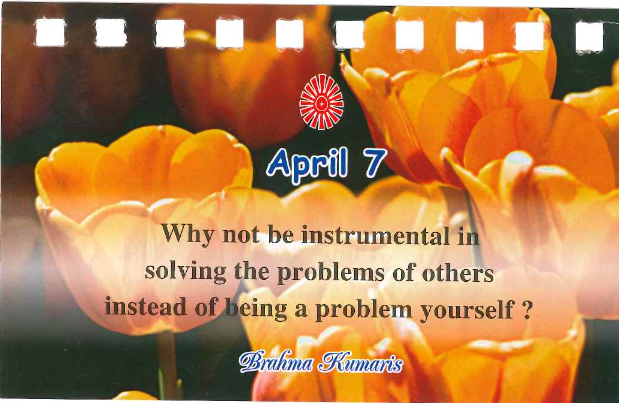 April 7
Why not be instrumental in
solving the problems of others
instead of being a problem yourself ?
Brahma Kumaris